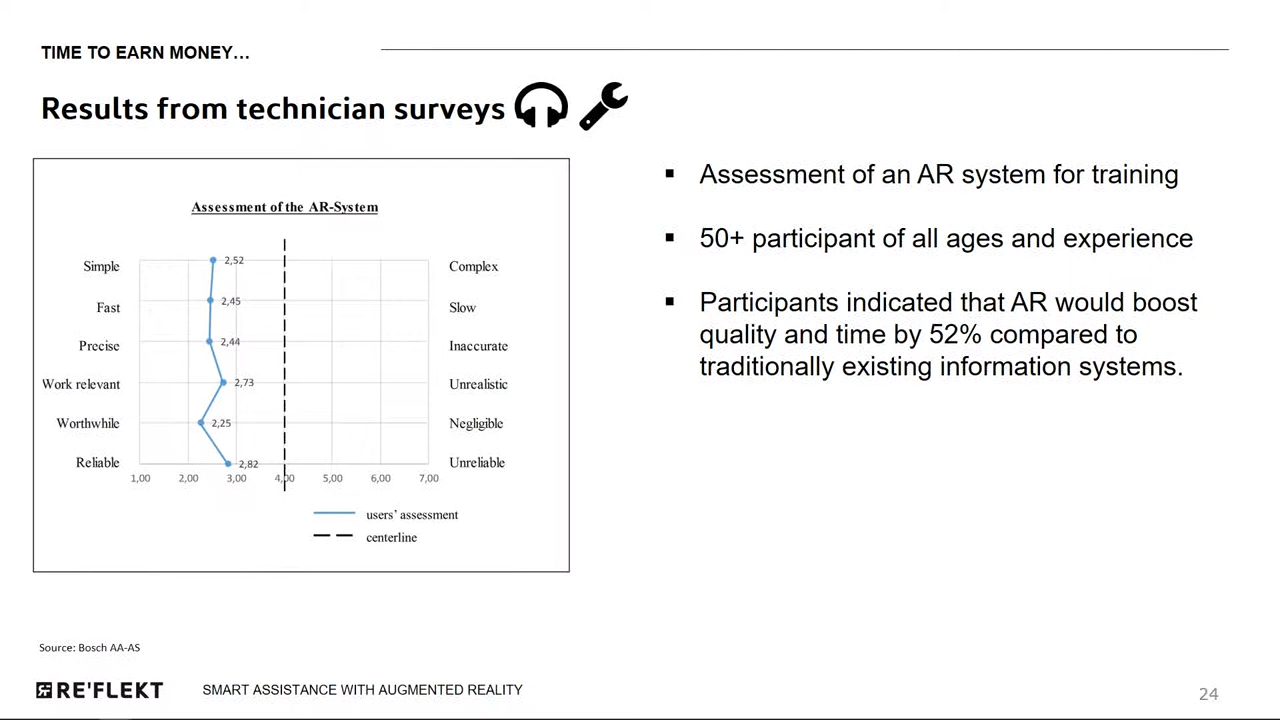 TIME TO EARN MONEY…
Results from technician surveys
Assessment of the AR-System
Simple 2,52 Complex
Fast 2,45 Slow
Precise 2,44 Inaccurate
Work relevant 2,73 Unrealistic
Worthwhile 2,25 Negligible
Reliable 2,82 Unreliable
1,00 2,00 3,00 4,00 5,00 6,00 7,00
users’ assessment
centerline
▪ Assessment of an AR system for training
▪ 50+ participant of all ages and experience
▪ Participants indicated that AR would boost
quality and time by 52% compared to
traditionally existing information systems.
Source: Bosch AA-AS
RE'FLEKT
SMART ASSISTANCE WITH AUGMENTED REALITY
24